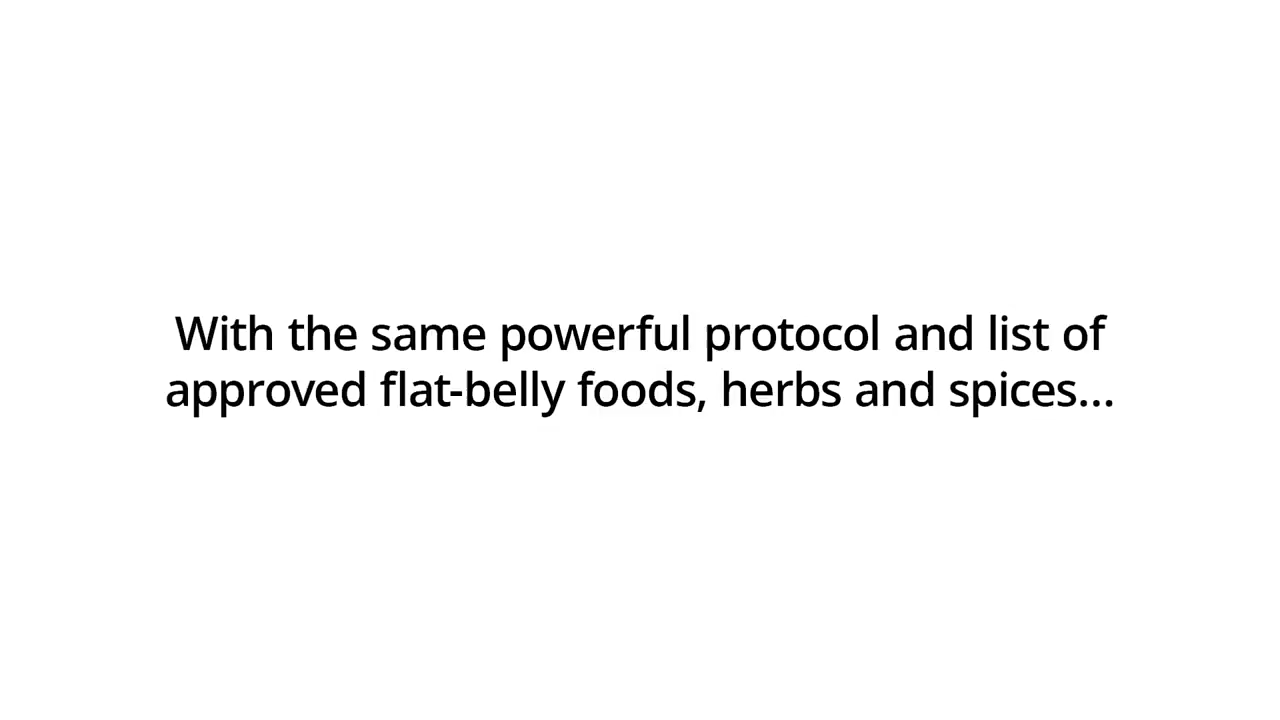 With the same powerful protocol and list of
approved flat-belly foods, herbs and spices...